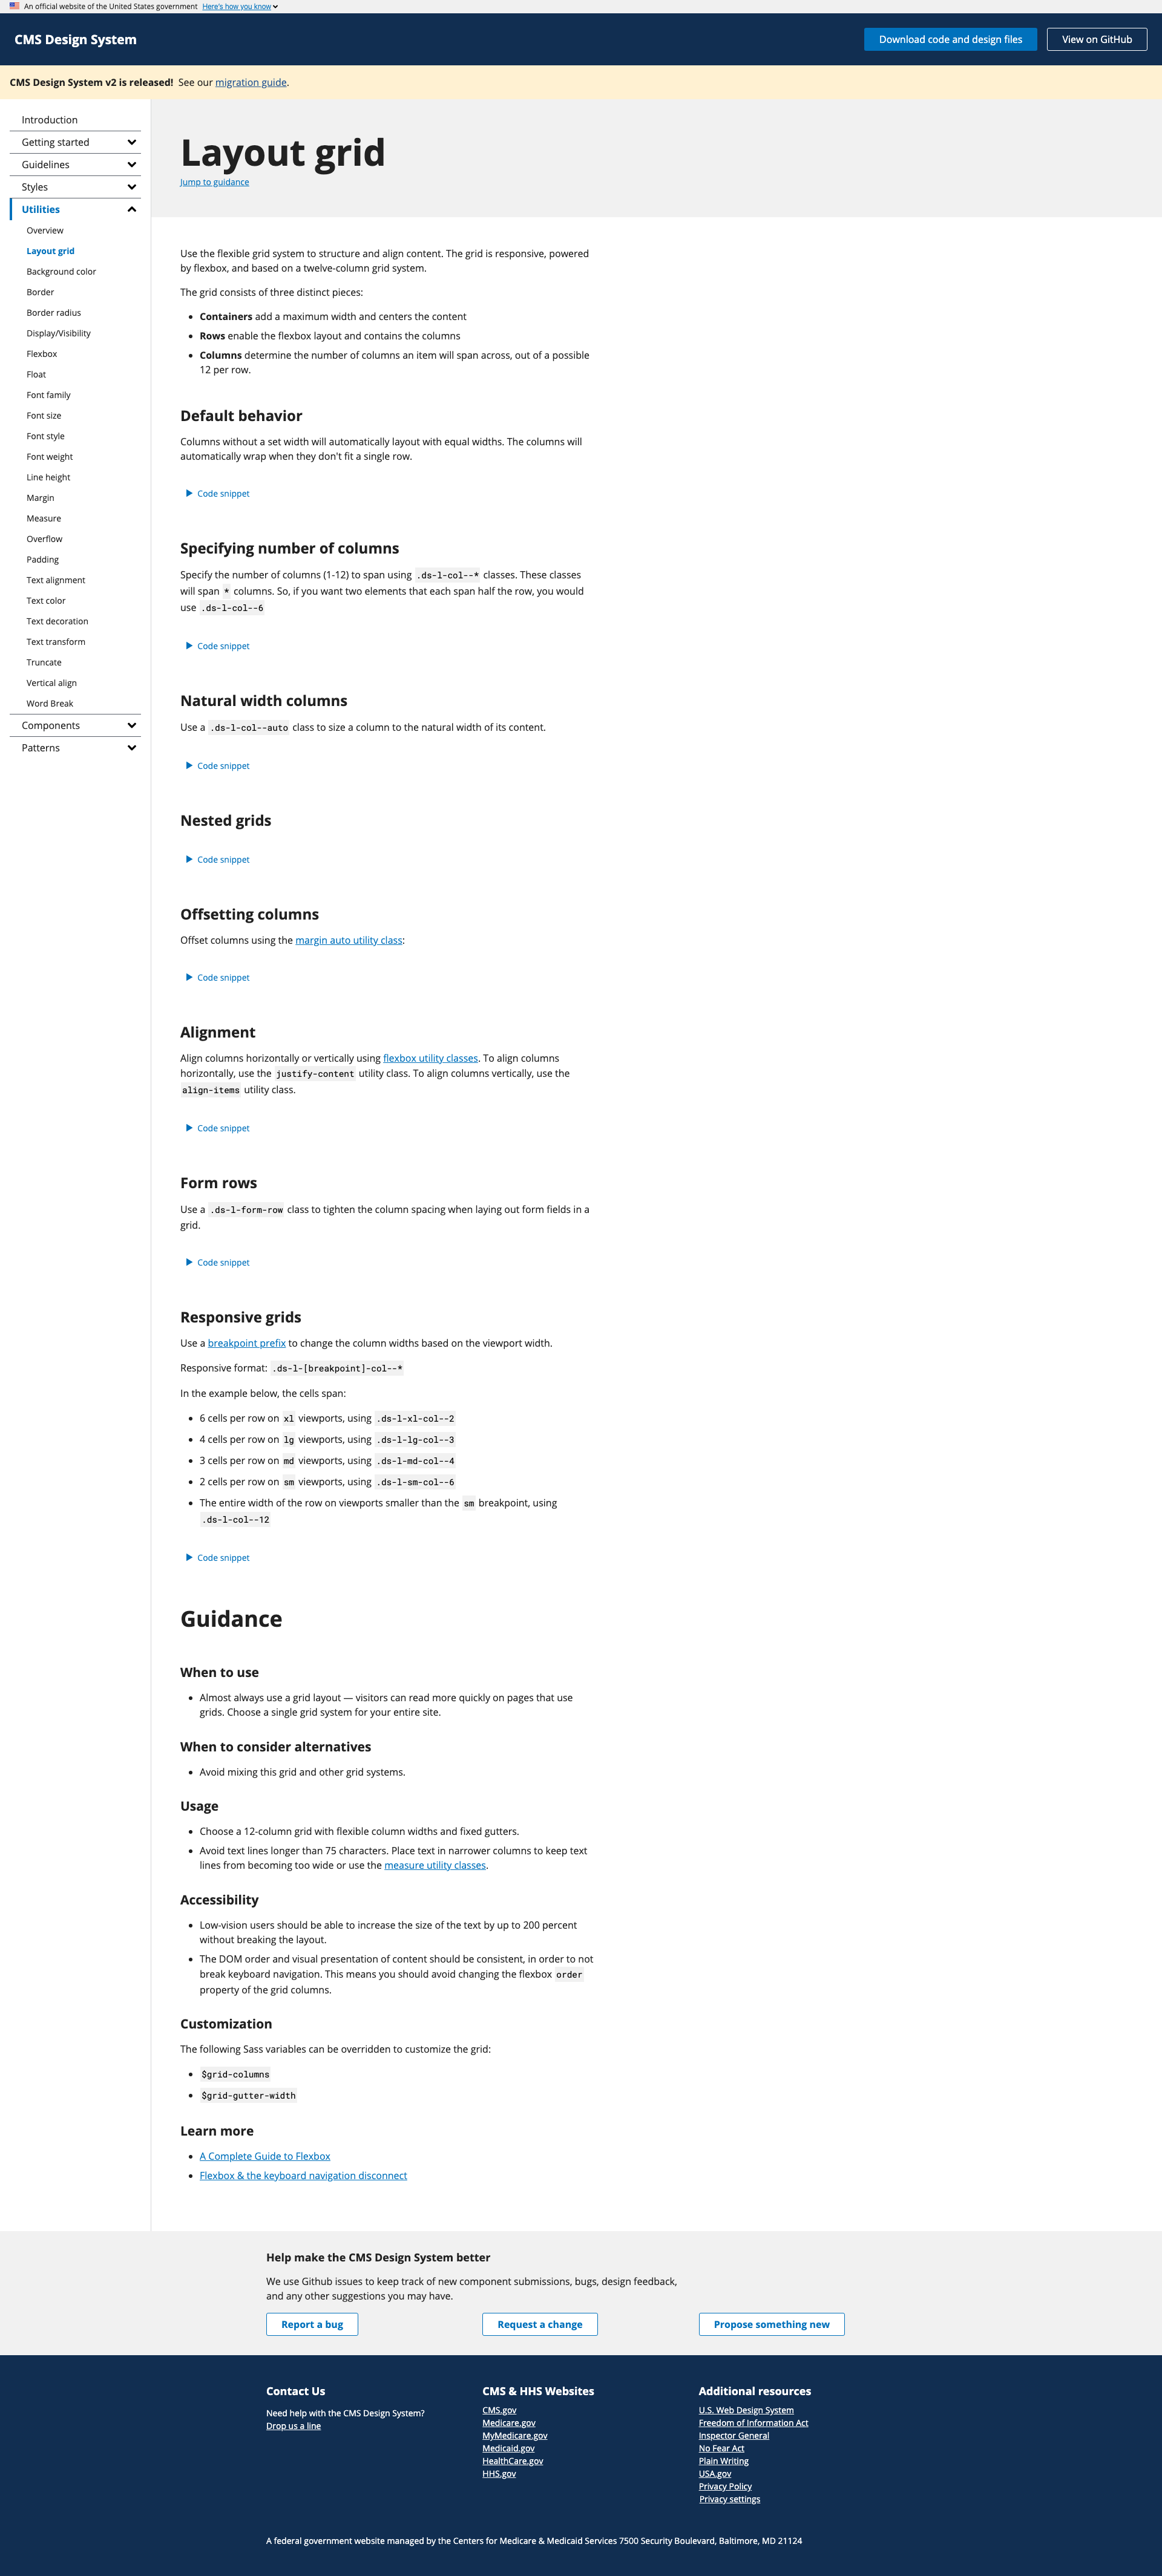 An official website of the United States government Here's how you know
CMS Design System
Download code and design files
View on GitHub
CMS Design System v2 is released! See our migration guide.
Introduction
Getting started
Guidelines
Styles
Utilities
Overview
Layout grid
Background color
Border
Border radius
Display/Visibility
Flexbox
Float
Font family
Font size
Font style
Font weight
Line height
Margin
Measure
Overflow
Padding
Text alignment
Text color
Text decoration
Text transform
Truncate
Vertical align
Word Break
Components
Patterns
Layout grid
Jump to guidance
Use the flexible grid system to structure and align content. The grid is responsive, powered
by flexbox, and based on a twelve-column grid system.
The grid consists of three distinct pieces:
• Containers add a maximum width and centers the content
• Rows enable the flexbox layout and contains the columns
• Columns determine the number of columns an item will span across, out of a possible
12 per row.
Default behavior
Columns without a set width will automatically layout with equal widths. The columns will
automatically wrap when they don't fit a single row.
Code snippet
Specifying number of columns
Specify the number of columns (1-12) to span using .ds-l-col--* classes. These classes
will span * columns. So, if you want two elements that each span half the row, you would
use .ds-l-col--6
Code snippet
Natural width columns
Use a .ds-l-col--auto class to size a column to the natural width of its content.
Code snippet
Nested grids
Code snippet
Offsetting columns
Offset columns using the margin auto utility class:
Code snippet
Alignment
Align columns horizontally or vertically using flexbox utility classes. To align columns
horizontally, use the justify-content utility class. To align columns vertically, use the
align-items utility class.
Code snippet
Form rows
Use a .ds-l-form-row class to tighten the column spacing when laying out form fields in a
grid.
Code snippet
Responsive grids
Use a breakpoint prefix to change the column widths based on the viewport width.
Responsive format: .ds-l-[breakpoint]-col--*
In the example below, the cells span:
• 6 cells per row on xl viewports, using .ds-l-xl-col--2
• 4 cells per row on lg viewports, using .ds-l-lg-col--3
• 3 cells per row on md viewports, using .ds-l-md-col--4
• 2 cells per row on sm viewports, using .ds-l-sm-col--6
• The entire width of the row on viewports smaller than the sm breakpoint, using
.ds-l-col--12
Code snippet
Guidance
When to use
• Almost always use a grid layout — visitors can read more quickly on pages that use
grids. Choose a single grid system for your entire site.
When to consider alternatives
• Avoid mixing this grid and other grid systems.
Usage
• Choose a 12-column grid with flexible column widths and fixed gutters.
• Avoid text lines longer than 75 characters. Place text in narrower columns to keep text
lines from becoming too wide or use the measure utility classes.
Accessibility
• Low-vision users should be able to increase the size of the text by up to 200 percent
without breaking the layout.
• The DOM order and visual presentation of content should be consistent, in order to not
break keyboard navigation. This means you should avoid changing the flexbox order
property of the grid columns.
Customization
The following Sass variables can be overridden to customize the grid:
• $grid-columns
• $grid-gutter-width
Learn more
• A Complete Guide to Flexbox
• Flexbox & the keyboard navigation disconnect
Help make the CMS Design System better
We use Github issues to keep track of new component submissions, bugs, design feedback,
and any other suggestions you may have.
Report a bug
Request a change
Propose something new
Contact Us
Need help with the CMS Design System?
Drop us a line
CMS & HHS Websites
CMS.gov
Medicare.gov
MyMedicare.gov
Medicaid.gov
HealthCare.gov
HHS.gov
Additional resources
U.S. Web Design System
Freedom of Information Act
Inspector General
No Fear Act
Plain Writing
USA.gov
Privacy Policy
Privacy settings
A federal government website managed by the Centers for Medicare & Medicaid Services 7500 Security Boulevard, Baltimore, MD 21124